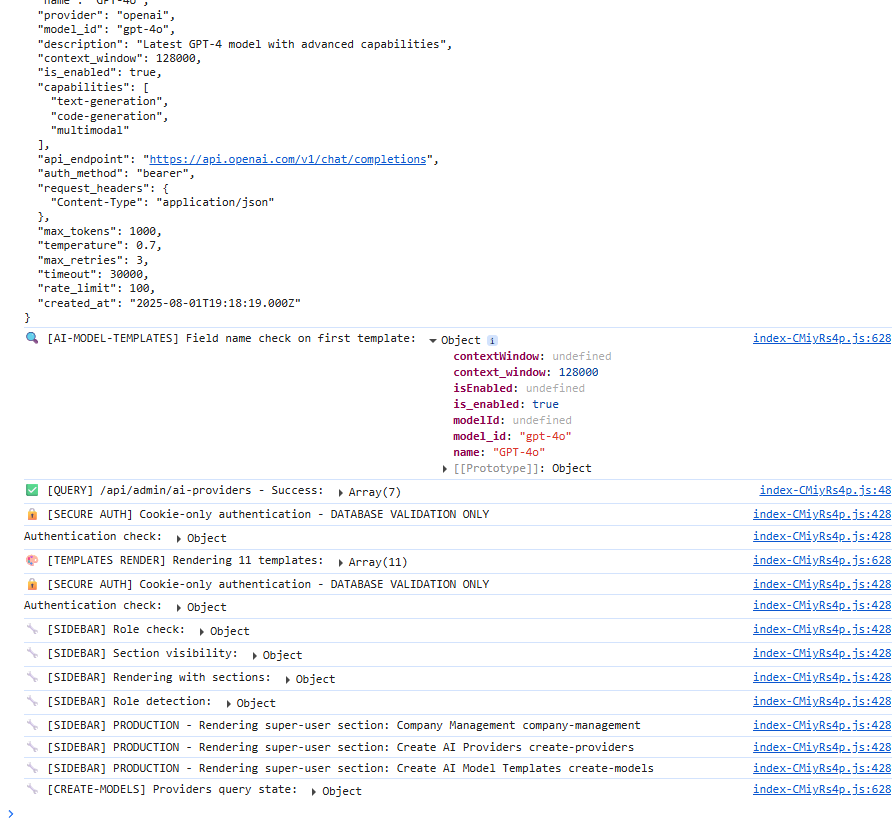 "name": "GPT-4o",
"provider": "openai",
"model_id": "gpt-4o",
"description": "Latest GPT-4 model with advanced capabilities",
"context_window": 128000,
"is_enabled": true,
"capabilities": [
"text-generation",
"code-generation",
"multimodal"
],
"api_endpoint": "https://api.openai.com/v1/chat/completions",
"auth_method": "bearer",
"request_headers": {
"Content-Type": "application/json"
},
"max_tokens": 1000,
"temperature": 0.7,
"max_retries": 3,
"timeout": 30000,
"rate_limit": 100,
"created_at": "2025-08-01T19:18:19.000Z"
}
🔍 [AI-MODEL-TEMPLATES] Field name check on first template: ▼ Object i index-CMiyRs4p.js:628
contextWindow: undefined
context_window: 128000
isEnabled: undefined
is_enabled: true
modelId: undefined
model_id: "gpt-4o"
name: "GPT-4o"
▶ [[Prototype]]: Object
✅ [QUERY] /api/admin/ai-providers - Success: ▶ Array(7) index-CMiyRs4p.js:48
🔒 [SECURE AUTH] Cookie-only authentication - DATABASE VALIDATION ONLY index-CMiyRs4p.js:428
Authentication check: ▶ Object index-CMiyRs4p.js:428
🎨 [TEMPLATES RENDER] Rendering 11 templates: ▶ Array(11) index-CMiyRs4p.js:628
🔒 [SECURE AUTH] Cookie-only authentication - DATABASE VALIDATION ONLY index-CMiyRs4p.js:428
Authentication check: ▶ Object index-CMiyRs4p.js:428
🔧 [SIDEBAR] Role check: ▶ Object index-CMiyRs4p.js:428
🔧 [SIDEBAR] Section visibility: ▶ Object index-CMiyRs4p.js:428
🔧 [SIDEBAR] Rendering with sections: ▶ Object index-CMiyRs4p.js:428
🔧 [SIDEBAR] Role detection: ▶ Object index-CMiyRs4p.js:428
🔧 [SIDEBAR] PRODUCTION - Rendering super-user section: Company Management company-management index-CMiyRs4p.js:428
🔧 [SIDEBAR] PRODUCTION - Rendering super-user section: Create AI Providers create-providers index-CMiyRs4p.js:428
🔧 [SIDEBAR] PRODUCTION - Rendering super-user section: Create AI Model Templates create-models index-CMiyRs4p.js:428
🔧 [CREATE-MODELS] Providers query state: ▶ Object index-CMiyRs4p.js:628